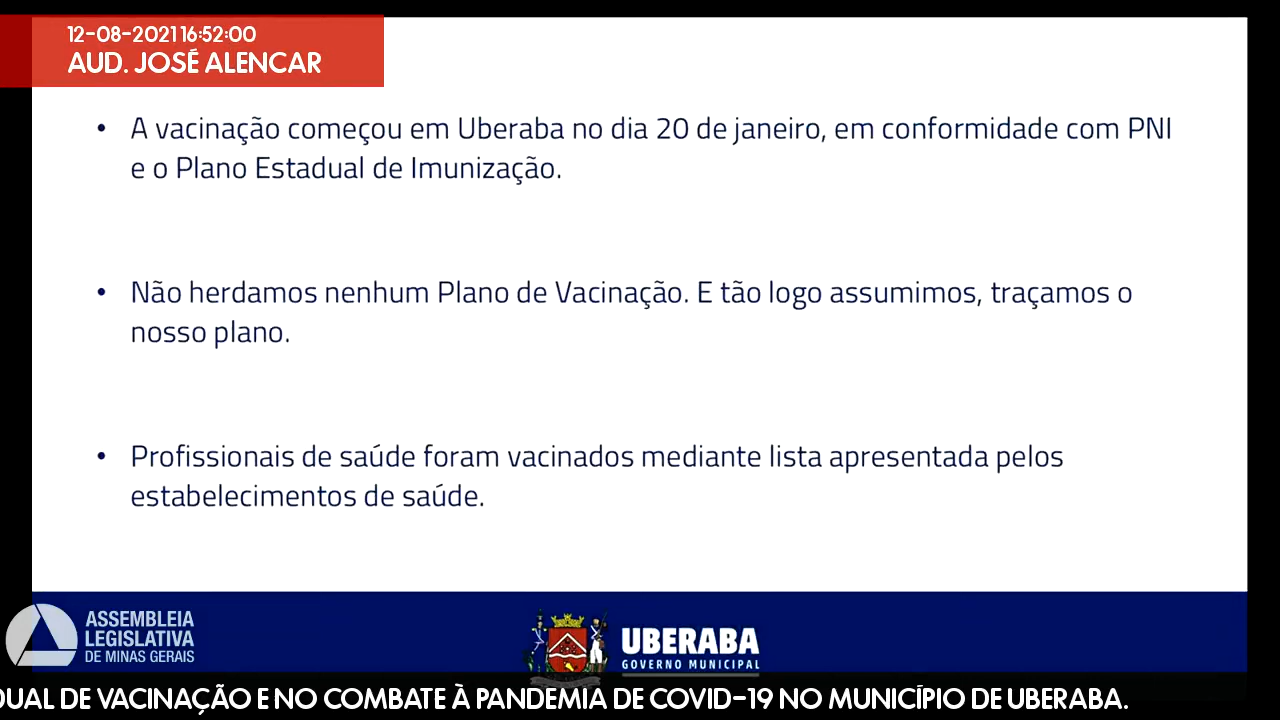 12-08-2021 16:52:00
AUD. JOSÉ ALENCAR
• A vacinação começou em Uberaba no dia 20 de janeiro, em conformidade com PNI
e o Plano Estadual de Imunização.
• Não herdamos nenhum Plano de Vacinação. E tão logo assumimos, traçamos o
nosso plano.
• Profissionais de saúde foram vacinados mediante lista apresentada pelos
estabelecimentos de saúde.
ASSEMBLEIA
LEGISLATIVA
DE MINAS GERAIS
UBERABA
GOVERNO MUNICIPAL
DE VACINAÇÃO E NO COMBATE À PANDEMIA DE COVID-19 NO MUNICÍPIO DE UBERABA.